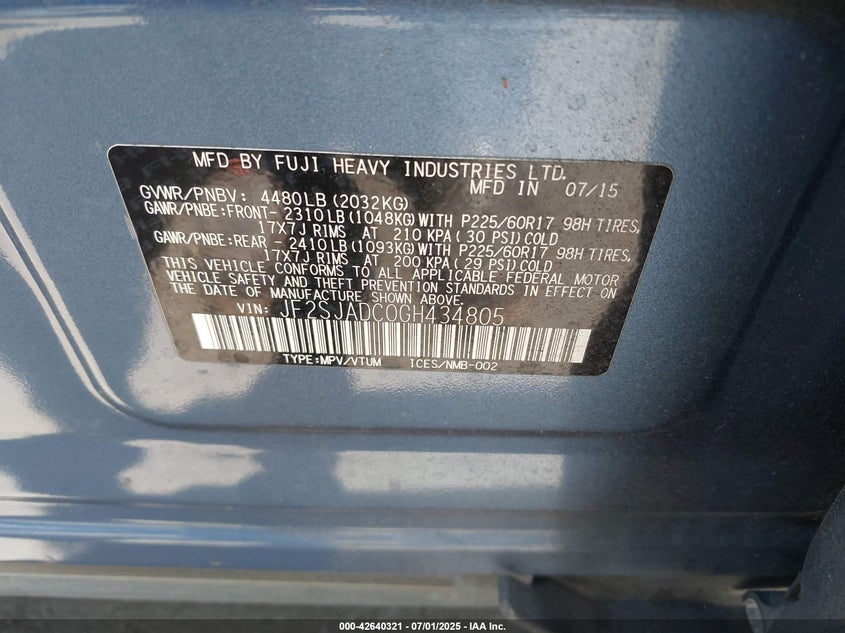 MFD BY FUJI HEAVY INDUSTRIES LTD.
MFD IN 07/15
GVWR/PNBV: 4480LB(2032KG)
GAWR/PNBE:FRONT- 2310LB(1048KG)WITH P225/60R17 98H TIRES,
17X7J RIMS AT 210 KPA(30 PSI)COLD
GAWR/PNBE:REAR - 2410LB(1093KG)WITH P225/60R17 98H TIRES,
17X7J RIMS AT 200 KPA(29 PSI)COLD
THIS VEHICLE CONFORMS TO ALL APPLICABLE FEDERAL MOTOR
VEHICLE SAFETY AND THEFT PREVENTION STANDARDS IN EFFECT ON
THE DATE OF MANUFACTURE SHOWN ABOVE.
VIN: JF2SJADC0GH434805
TYPE:MPV/VTUM ICES/NMB-002
000-42640321 - 07/01/2025 - IAA Inc.